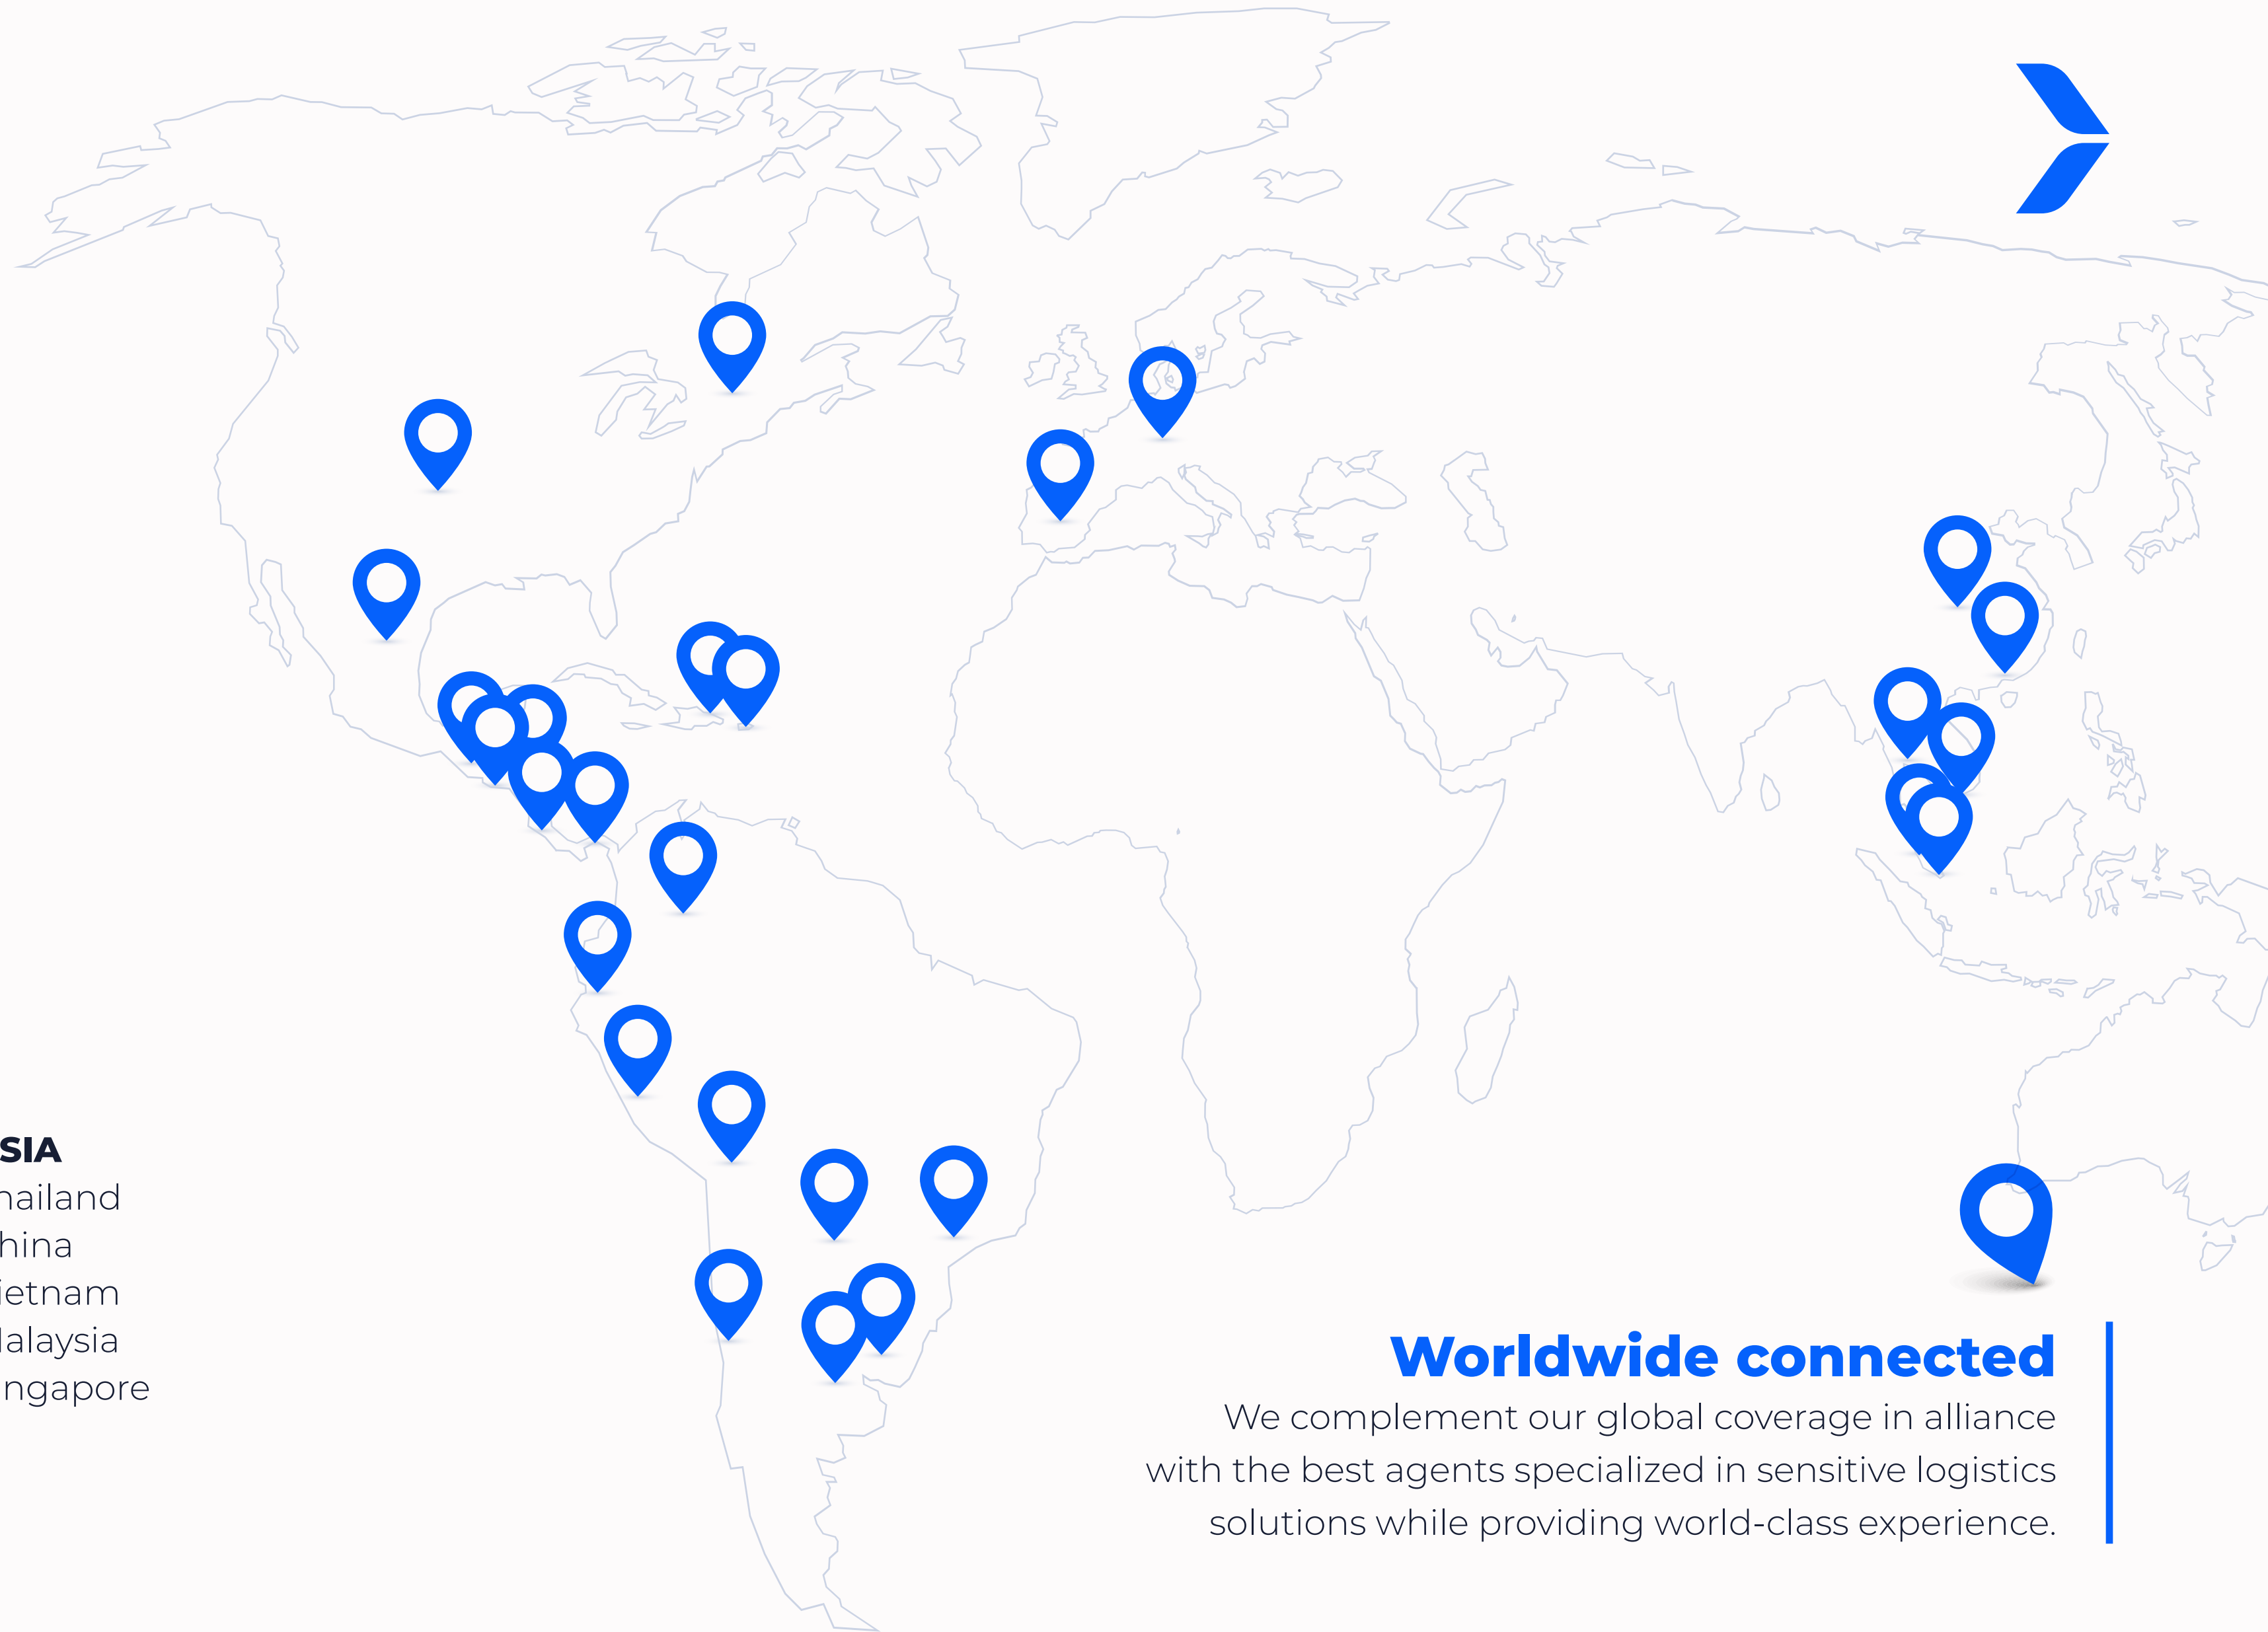 SIA
hailand
hina
ietnam
alaysia
ngapore
Worldwide connected
We complement our global coverage in alliance
with the best agents specialized in sensitive logistics
solutions while providing world-class experience.